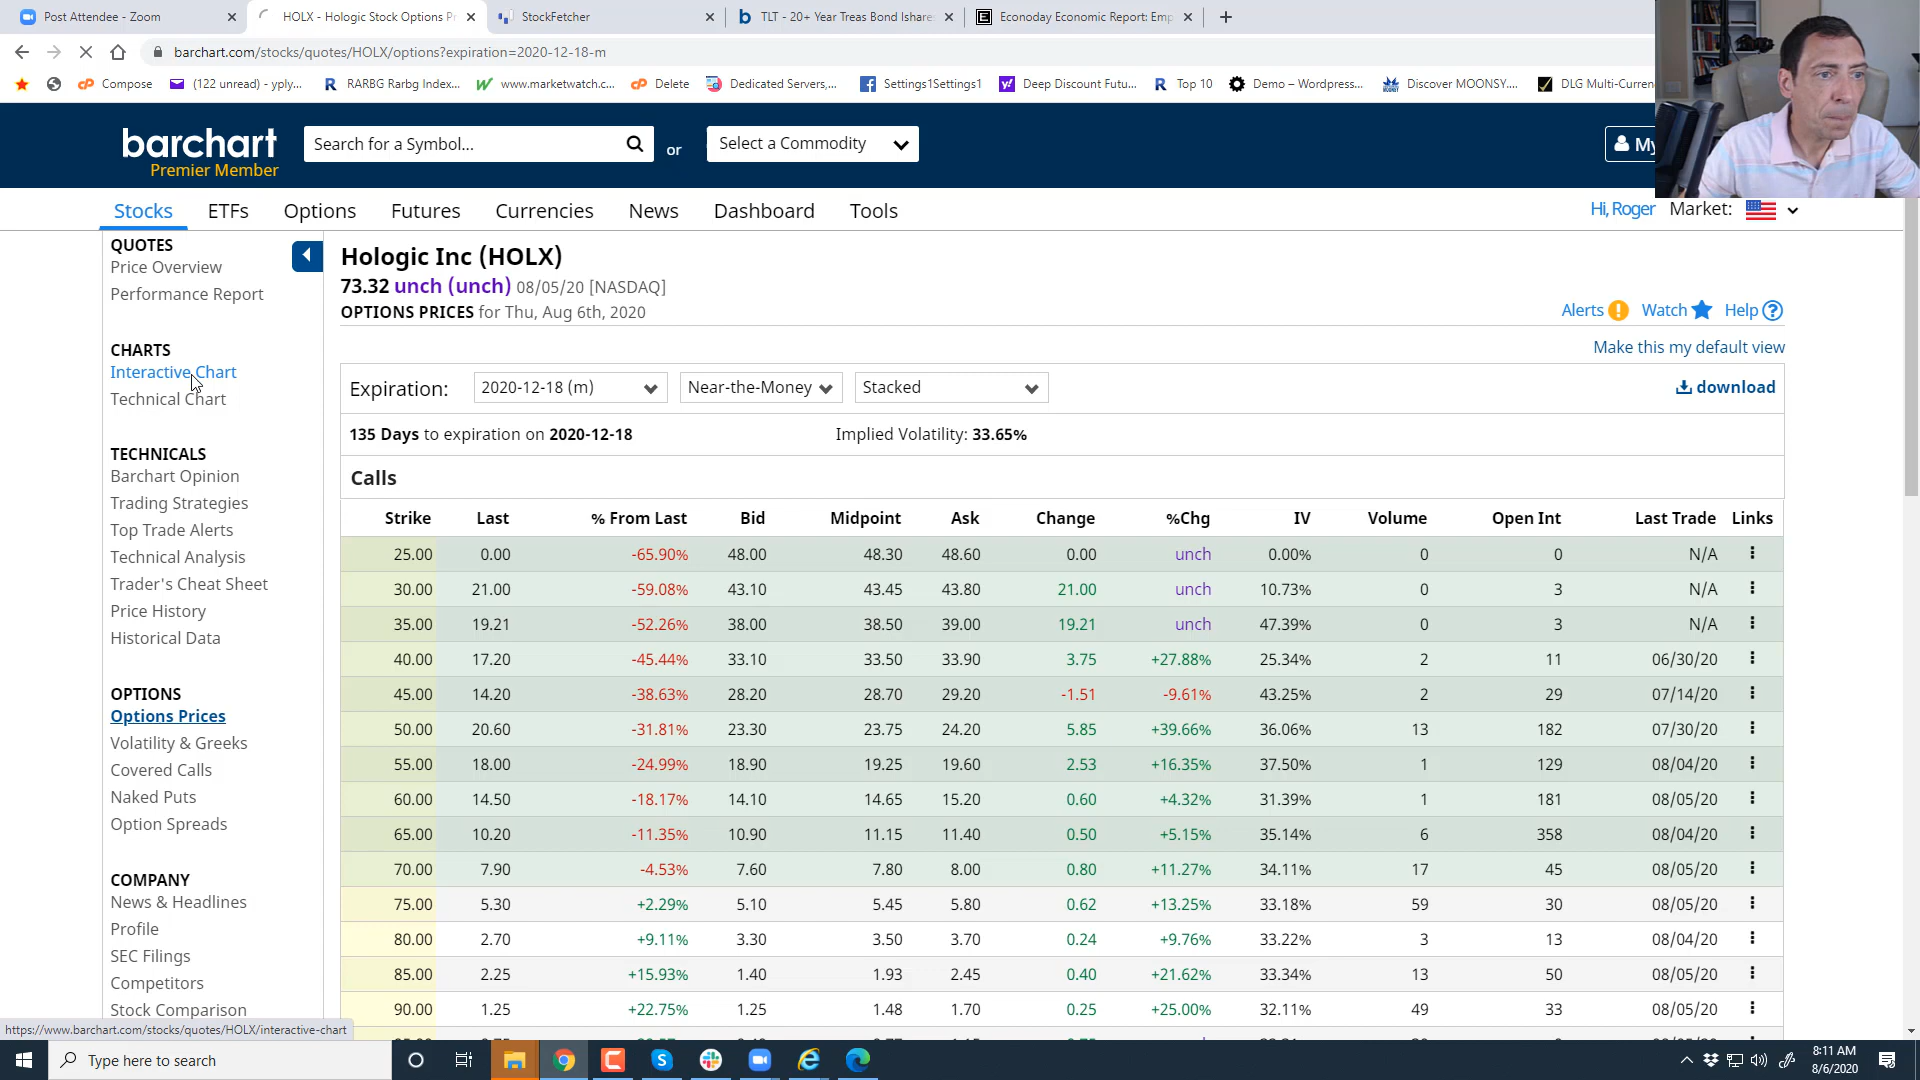 Post Attendee - Zoom
HOLX - Hologic Stock Options Pr
StockFetcher
TLT - 20+ Year Treas Bond Ishare
Econoday Economic Report: Emp
barchart.com/stocks/quotes/HOLX/options?expiration=2020-12-18-m
Compose
(122 unread) - yply...
RARBG Rarbg Index...
www.marketwatch.c...
Delete
Dedicated Servers,...
Settings1Settings1
Deep Discount Futu...
Top 10
Demo – Wordpress...
Discover MOONSY....
DLG Multi-Curren
barchart
Premier Member
Search for a Symbol...
or
Select a Commodity
My
Stocks ETFs Options Futures Currencies News Dashboard Tools
Hi, Roger Market:
QUOTES
Price Overview
Performance Report
CHARTS
Interactive Chart
Technical Chart
TECHNICALS
Barchart Opinion
Trading Strategies
Top Trade Alerts
Technical Analysis
Trader's Cheat Sheet
Price History
Historical Data
OPTIONS
Options Prices
Volatility & Greeks
Covered Calls
Naked Puts
Option Spreads
COMPANY
News & Headlines
Profile
SEC Filings
Competitors
Stock Comparison
https://www.barchart.com/stocks/quotes/HOLX/interactive-chart
Hologic Inc (HOLX)
73.32 unch (unch) 08/05/20 [NASDAQ]
OPTIONS PRICES for Thu, Aug 6th, 2020
Alerts Watch Help
Make this my default view
Expiration: 2020-12-18 (m) Near-the-Money Stacked download
135 Days to expiration on 2020-12-18 Implied Volatility: 33.65%
Calls
Strike Last % From Last Bid Midpoint Ask Change %Chg IV Volume Open Int Last Trade Links
25.00 0.00 -65.90% 48.00 48.30 48.60 0.00 unch 0.00% 0 0 N/A
30.00 21.00 -59.08% 43.10 43.45 43.80 21.00 unch 10.73% 0 3 N/A
35.00 19.21 -52.26% 38.00 38.50 39.00 19.21 unch 47.39% 0 3 N/A
40.00 17.20 -45.44% 33.10 33.50 33.90 3.75 +27.88% 25.34% 2 11 06/30/20
45.00 14.20 -38.63% 28.20 28.70 29.20 -1.51 -9.61% 43.25% 2 29 07/14/20
50.00 20.60 -31.81% 23.30 23.75 24.20 5.85 +39.66% 36.06% 13 182 07/30/20
55.00 18.00 -24.99% 18.90 19.25 19.60 2.53 +16.35% 37.50% 1 129 08/04/20
60.00 14.50 -18.17% 14.10 14.65 15.20 0.60 +4.32% 31.39% 1 181 08/05/20
65.00 10.20 -11.35% 10.90 11.15 11.40 0.50 +5.15% 35.14% 6 358 08/04/20
70.00 7.90 -4.53% 7.60 7.80 8.00 0.80 +11.27% 34.11% 17 45 08/05/20
75.00 5.30 +2.29% 5.10 5.45 5.80 0.62 +13.25% 33.18% 59 30 08/05/20
80.00 2.70 +9.11% 3.30 3.50 3.70 0.24 +9.76% 33.22% 3 13 08/04/20
85.00 2.25 +15.93% 1.40 1.93 2.45 0.40 +21.62% 33.34% 13 50 08/05/20
90.00 1.25 +22.75% 1.25 1.48 1.70 0.25 +25.00% 32.11% 49 33 08/05/20
Type here to search
8:11 AM
8/6/2020